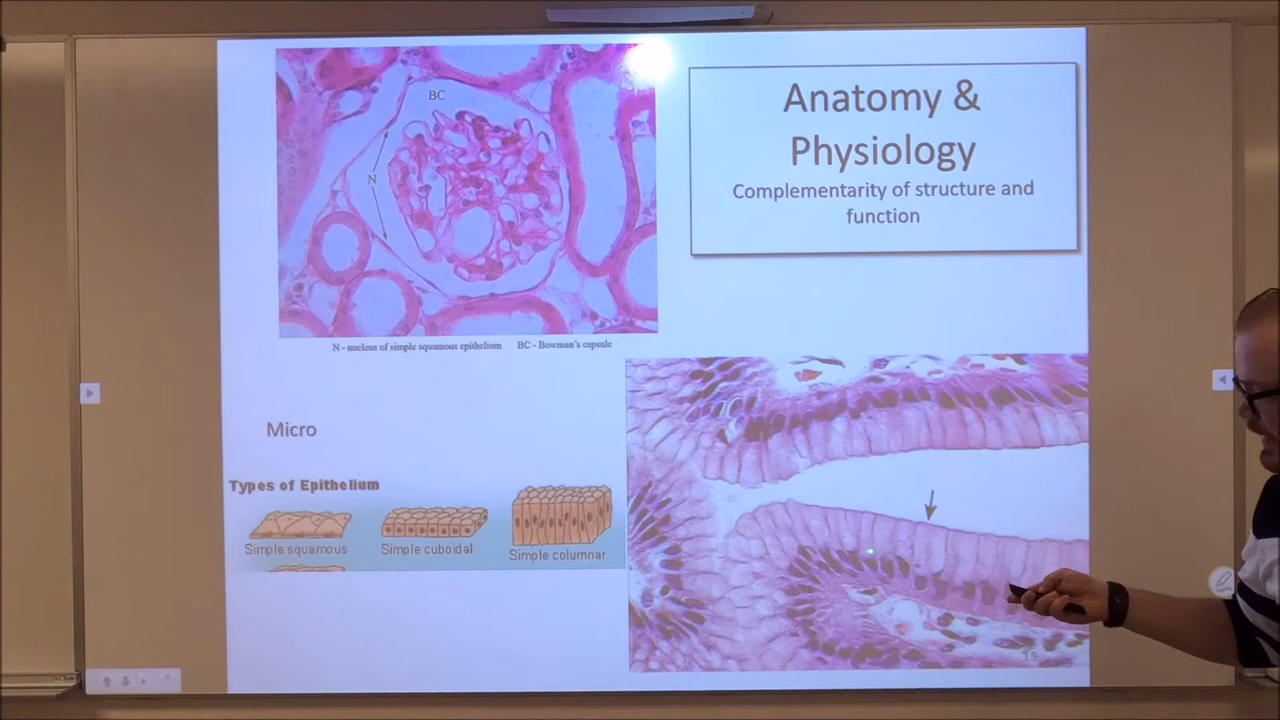 BC
N
N - nucleus of simple squamous epithelium BC - Bowman's capsule
Anatomy &
Physiology
Complementarity of structure and
function
Micro
Types of Epithelium
Simple squamous
Simple cuboidal
Simple columnar